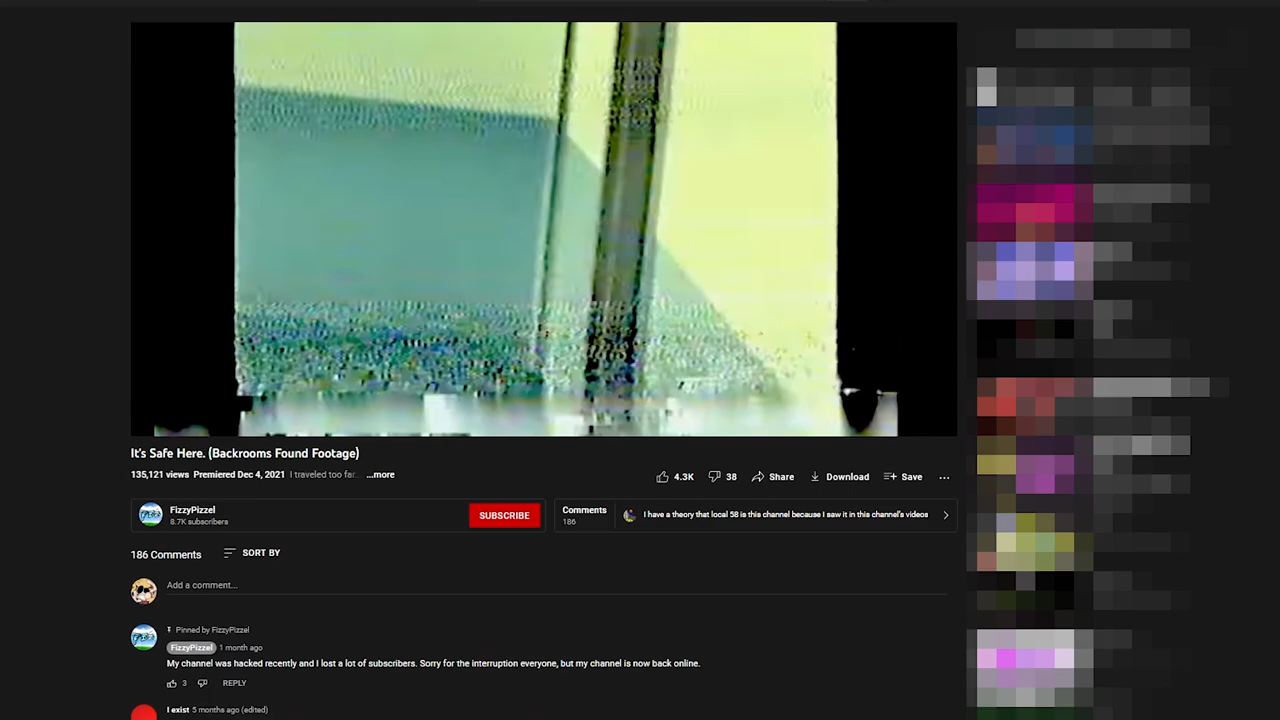 It's Safe Here. (Backrooms Found Footage)
135,121 views Premiered Dec 4, 2021 I traveled too far... ...more
4.3K 38 Share Download Save
FizzyPizzel
8.7K subscribers
SUBSCRIBE
Comments
186
I have a theory that local 58 is this channel because I saw it in this channel's videos
186 Comments SORT BY
Add a comment...
Pinned by FizzyPizzel
FizzyPizzel 1 month ago
My channel was hacked recently and I lost a lot of subscribers. Sorry for the interruption everyone, but my channel is now back online.
3 REPLY
I exist 5 months ago (edited)